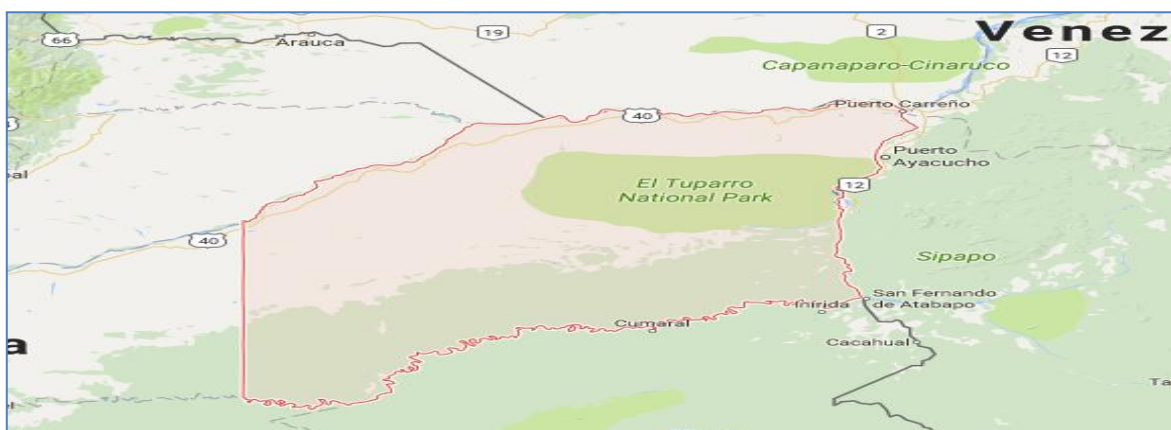 Venez
19
2
66
Arauca
12
Capanaparo-Cinaruco
Puerto Carreño
40
Puerto
Ayacucho
El Tuparro
National Park
12
40
Sipapo
San Fernando
de Atabapo
Inírida
Cumaral
a
Cacahual
Ta